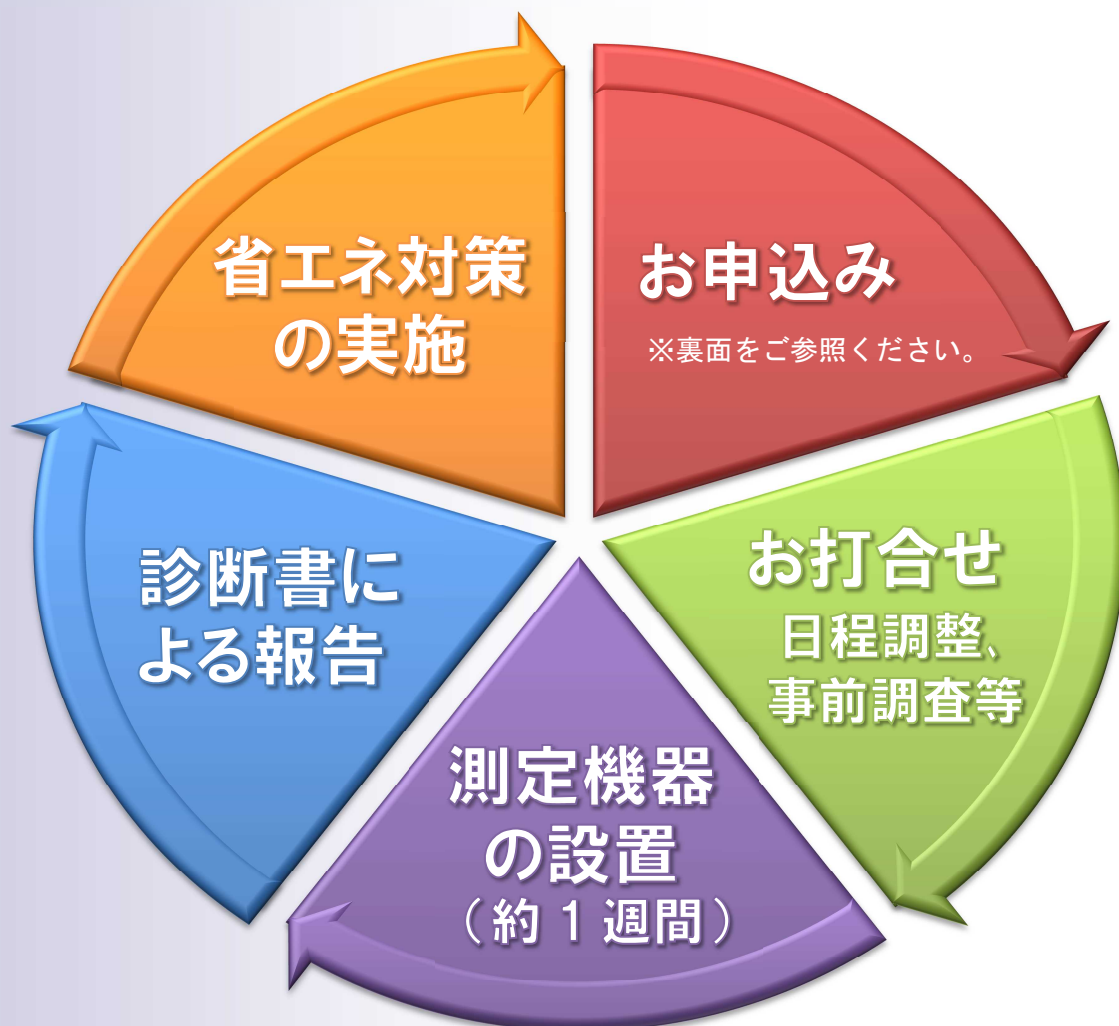 お申込み
※裏面をご参照ください。
お打合せ
日程調整、
事前調査等
測定機器
の設置
（約１週間）
診断書に
よる報告
省エネ対策
の実施